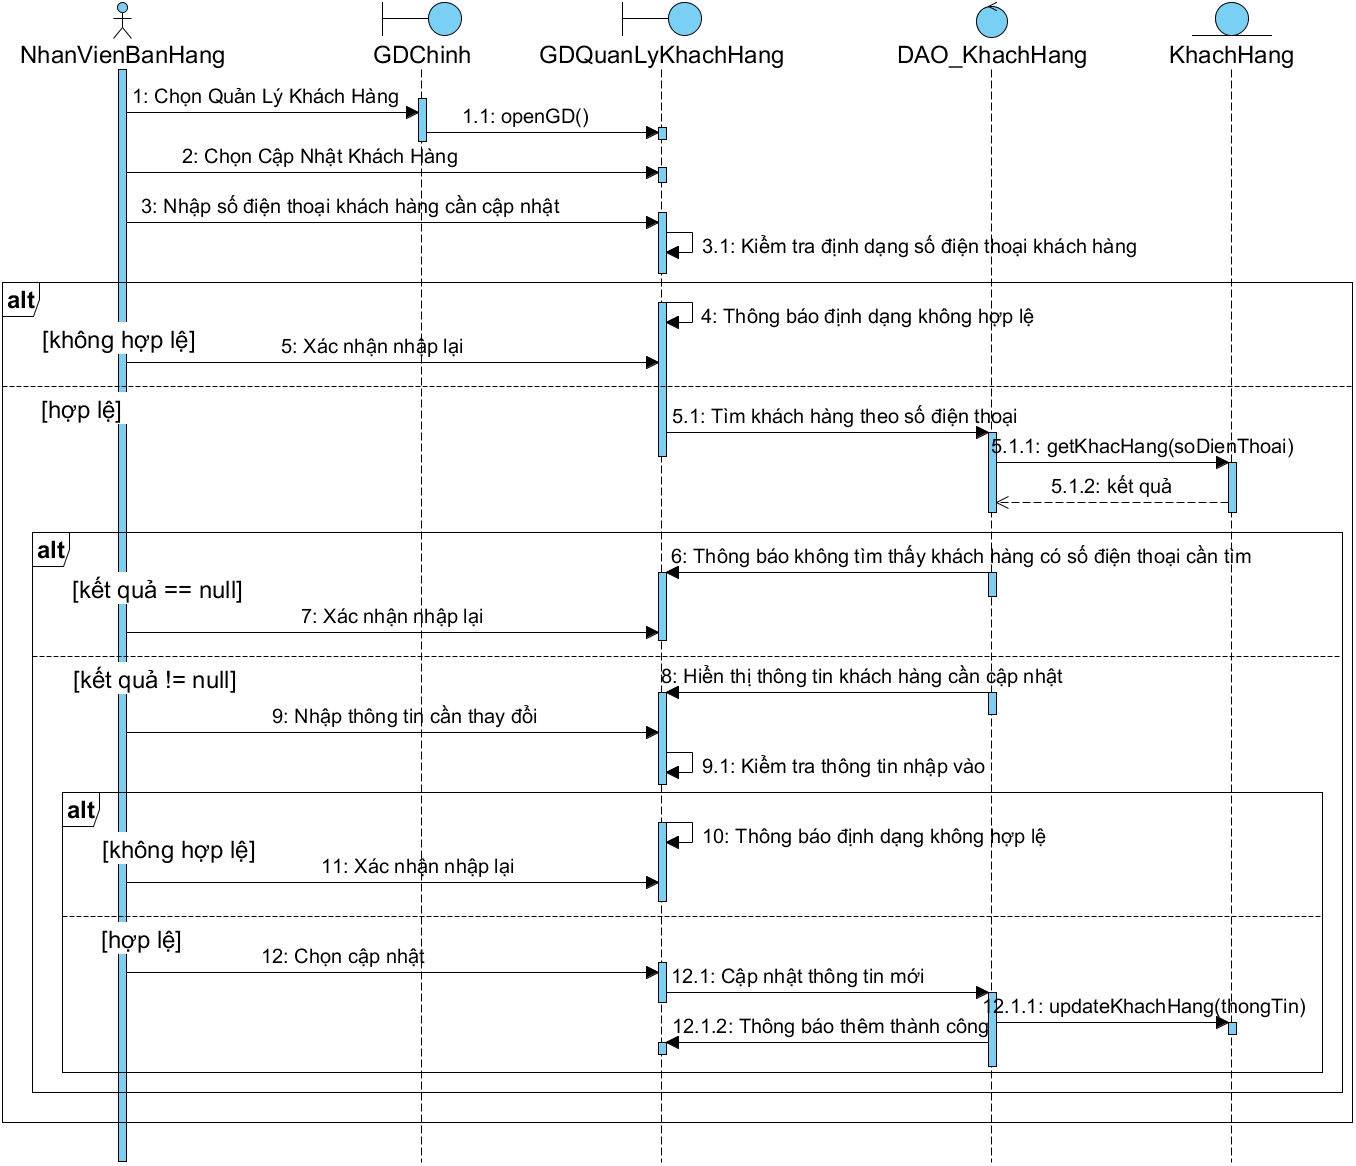 NhanVienBanHang
GDChinh
GDQuanLyKhachHang
DAO_KhachHang
KhachHang
1: Chọn Quản Lý Khách Hàng
1.1: openGD()
2: Chọn Cập Nhật Khách Hàng
3: Nhập số điện thoại khách hàng cần cập nhật
3.1: Kiểm tra định dạng số điện thoại khách hàng
alt
4: Thông báo định dạng không hợp lệ
[không hợp lệ]
5: Xác nhận nhập lại
[hợp lệ]
5.1: Tìm khách hàng theo số điện thoại
5.1.1: getKhacHang(soDienThoai)
5.1.2: kết quả
alt
6: Thông báo không tìm thấy khách hàng có số điện thoại cần tìm
[kết quả == null]
7: Xác nhận nhập lại
[kết quả != null]
8: Hiển thị thông tin khách hàng cần cập nhật
9: Nhập thông tin cần thay đổi
9.1: Kiểm tra thông tin nhập vào
alt
10: Thông báo định dạng không hợp lệ
[không hợp lệ]
11: Xác nhận nhập lại
[hợp lệ]
12: Chọn cập nhật
12.1: Cập nhật thông tin mới
12.1.1: updateKhachHang(thongTin)
12.1.2: Thông báo thêm thành công